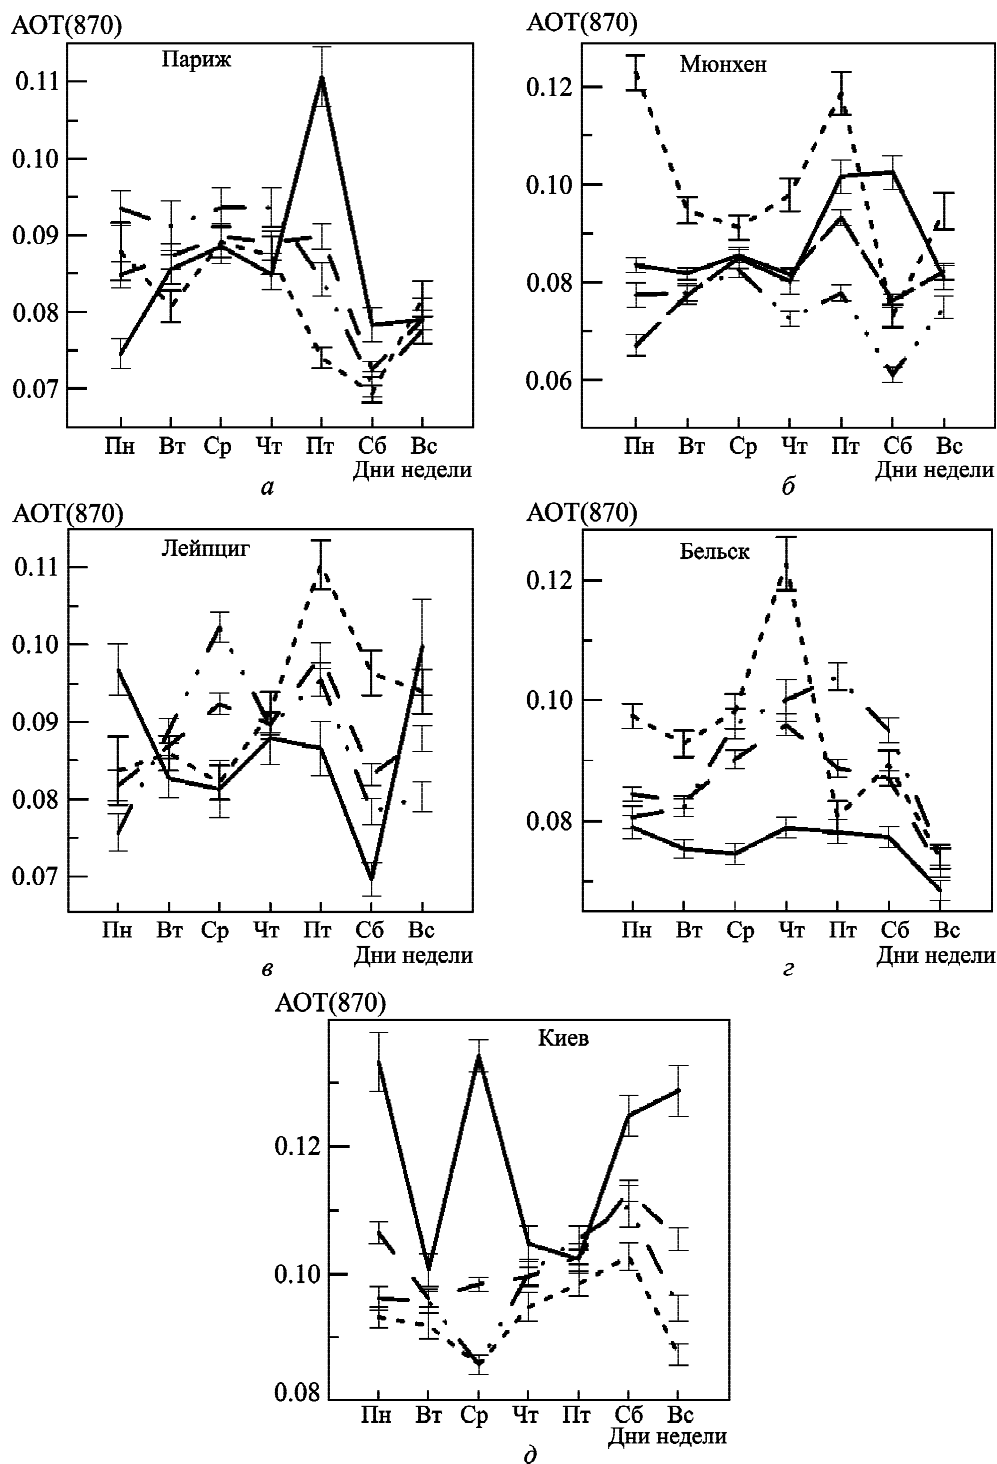 АОТ(870)
Париж
0.11
0.10
0.09
0.08
0.07
Пн Вт Ср Чт Пт Сб Вс
Дни недели
а
АОТ(870)
Мюнхен
0.12
0.10
0.08
0.06
Пн Вт Ср Чт Пт Сб Вс
Дни недели
б
АОТ(870)
Лейпциг
0.11
0.10
0.09
0.08
0.07
Пн Вт Ср Чт Пт Сб Вс
Дни недели
в
АОТ(870)
Бельск
0.12
0.10
0.08
Пн Вт Ср Чт Пт Сб Вс
Дни недели
г
АОТ(870)
Киев
0.12
0.10
0.08
Пн Вт Ср Чт Пт Сб Вс
Дни недели
д